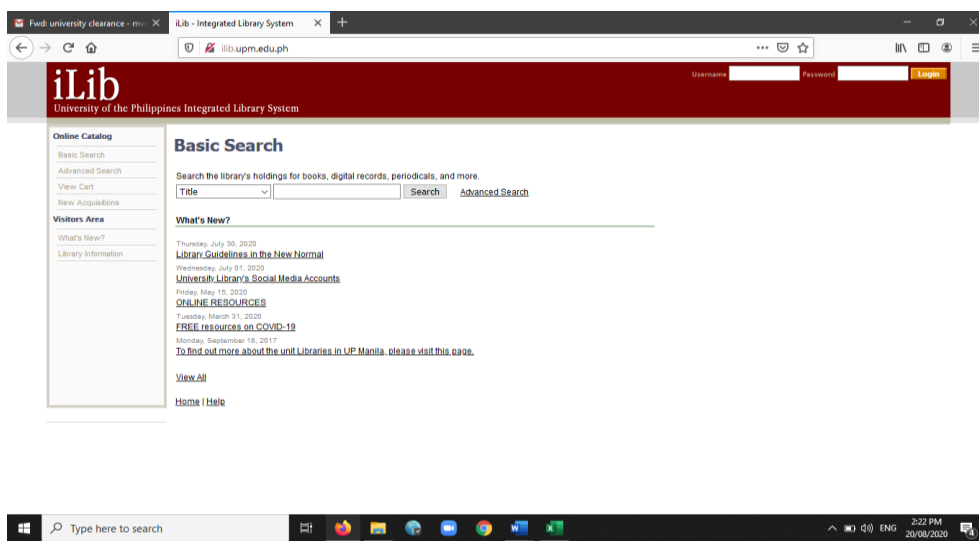 Fwd: university clearance - mv
iLib - Integrated Library System
ilib.upm.edu.ph
iLib
University of the Philippines Integrated Library System
Username
Password
Login
Online Catalog
Basic Search
Advanced Search
View Cart
New Acquisitions
Visitors Area
What's New?
Library Information
Basic Search
Search the library's holdings for books, digital records, periodicals, and more.
Title
Search
Advanced Search
What's New?
Thursday, July 30, 2020
Library Guidelines in the New Normal
Wednesday, July 01, 2020
University Library's Social Media Accounts
Friday, May 15, 2020
ONLINE RESOURCES
Tuesday, March 31, 2020
FREE resources on COVID-19
Monday, September 18, 2017
To find out more about the unit Libraries in UP Manila, please visit this page.
View All
Home | Help
Type here to search
ENG
2:22 PM
20/08/2020
4